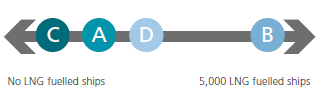 C A D B
No LNG fuelled ships 5,000 LNG fuelled ships